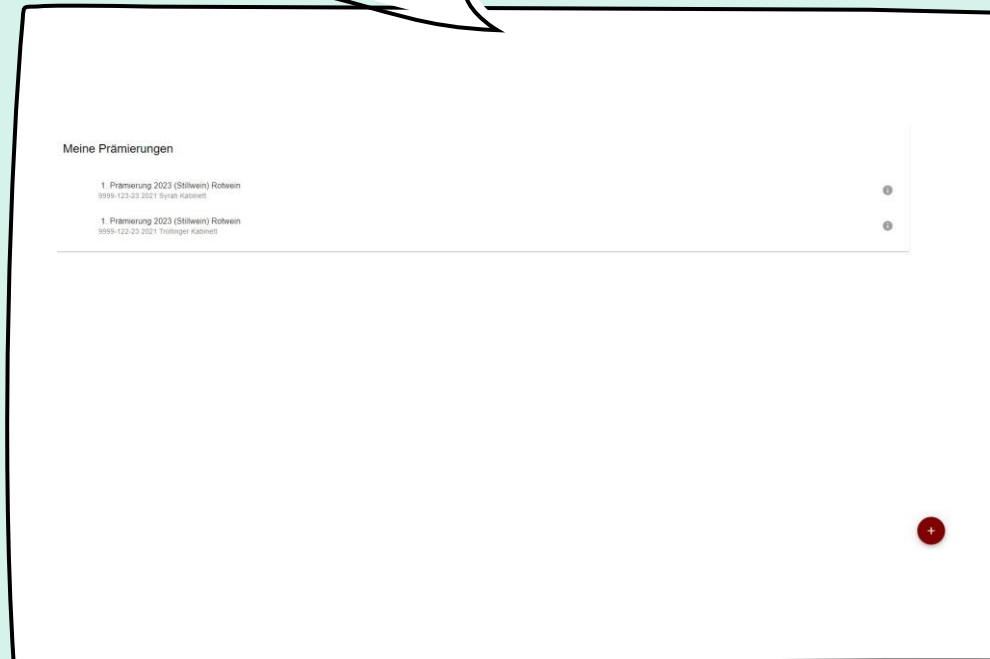 Meine Prämierungen
1. Prämierung 2023 (Stillwein) Rotwein
9999-123-23 2021 Syrah Kabinett
1. Prämierung 2023 (Stillwein) Rotwein
9999-122-23 2021 Trollinger Kabinett
+